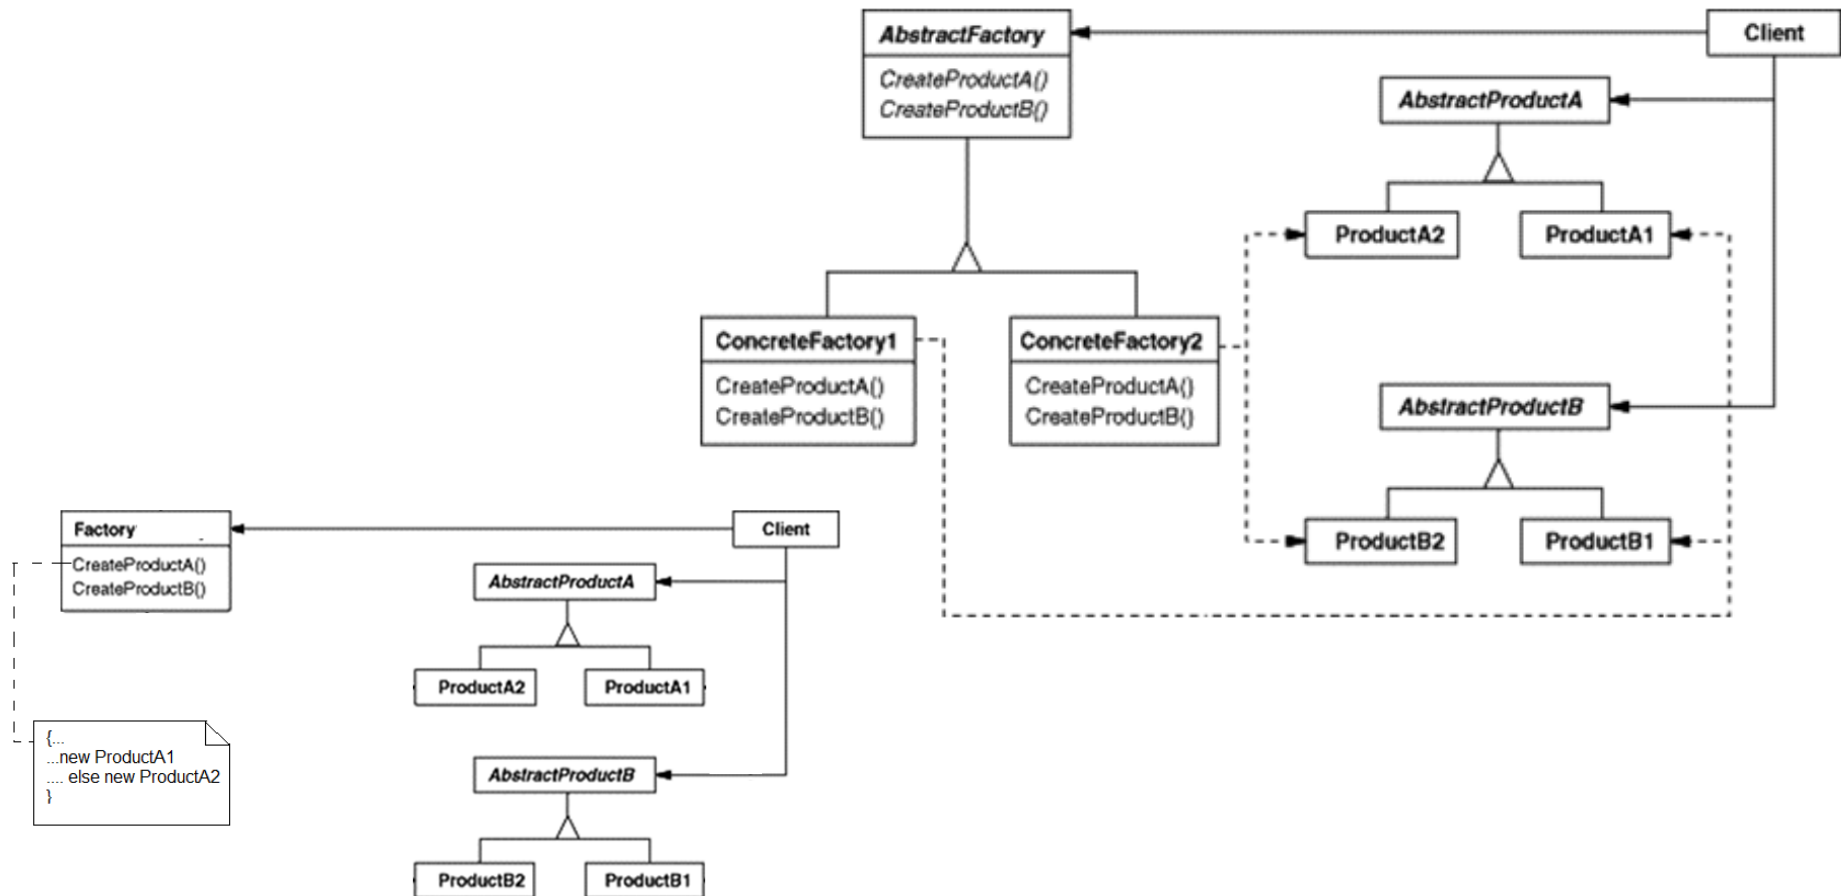 AbstractFactory
CreateProductA()
CreateProductB()
Client
AbstractProductA
ProductA2
ProductA1
ConcreteFactory1
CreateProductA()
CreateProductB()
ConcreteFactory2
CreateProductA()
CreateProductB()
AbstractProductB
ProductB2
ProductB1
Factory
CreateProductA()
CreateProductB()
Client
AbstractProductA
ProductA2
ProductA1
{...
...new ProductA1
.... else new ProductA2
}
AbstractProductB
ProductB2
ProductB1